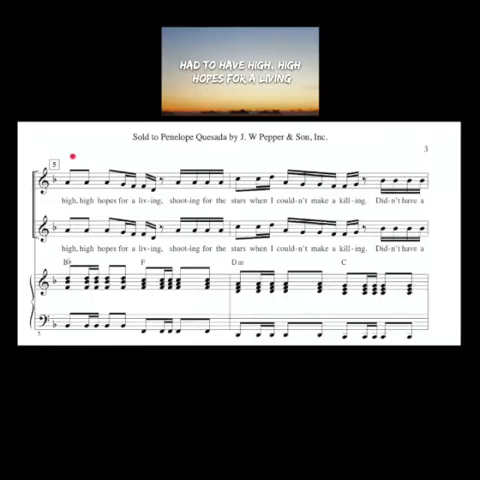 HAD TO HAVE HIGH, HIGH
HOPES FOR A LIVING
Sold to Penelope Quesada by J. W Pepper & Son, Inc.
3
5
high, high hopes for a liv-ing, shoot-ing for the stars when I could-n't make a kill-ing. Did-n't have a
high, high hopes for a liv-ing, shoot-ing for the stars when I could-n't make a kill-ing. Did-n't have a
B♭ F Dm C
5